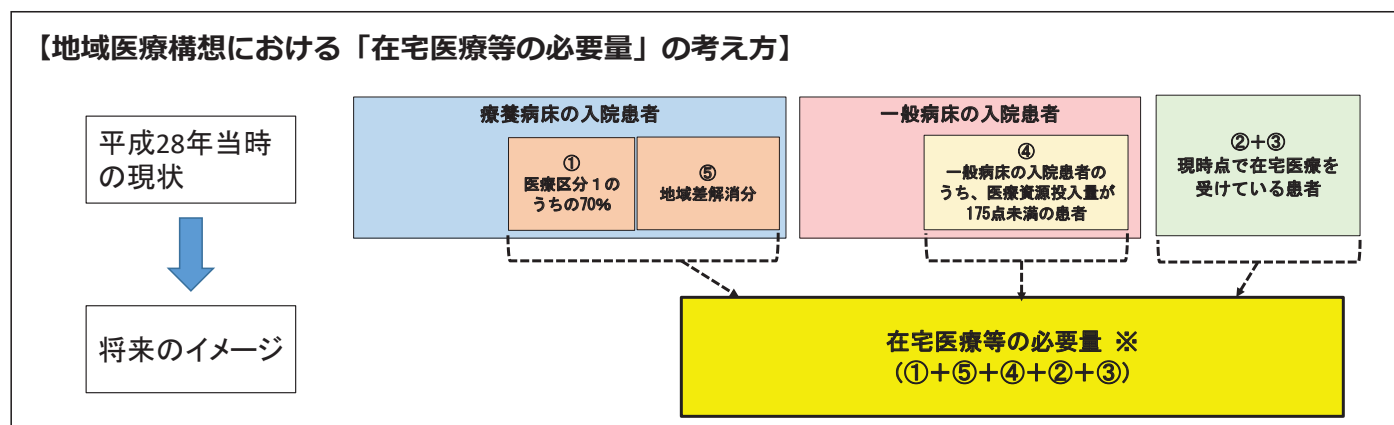 【地域医療構想における「在宅医療等の必要量」の考え方】
平成28年当時
の現状
療養病床の入院患者
①
医療区分1の
うちの70%
⑤
地域差解消分
一般病床の入院患者
④
一般病床の入院患者の
うち、医療資源投入量が
175点未満の患者
②+③
現時点で在宅医療を
受けている患者
将来のイメージ
在宅医療等の必要量 ※
(①+⑤+④+②+③)